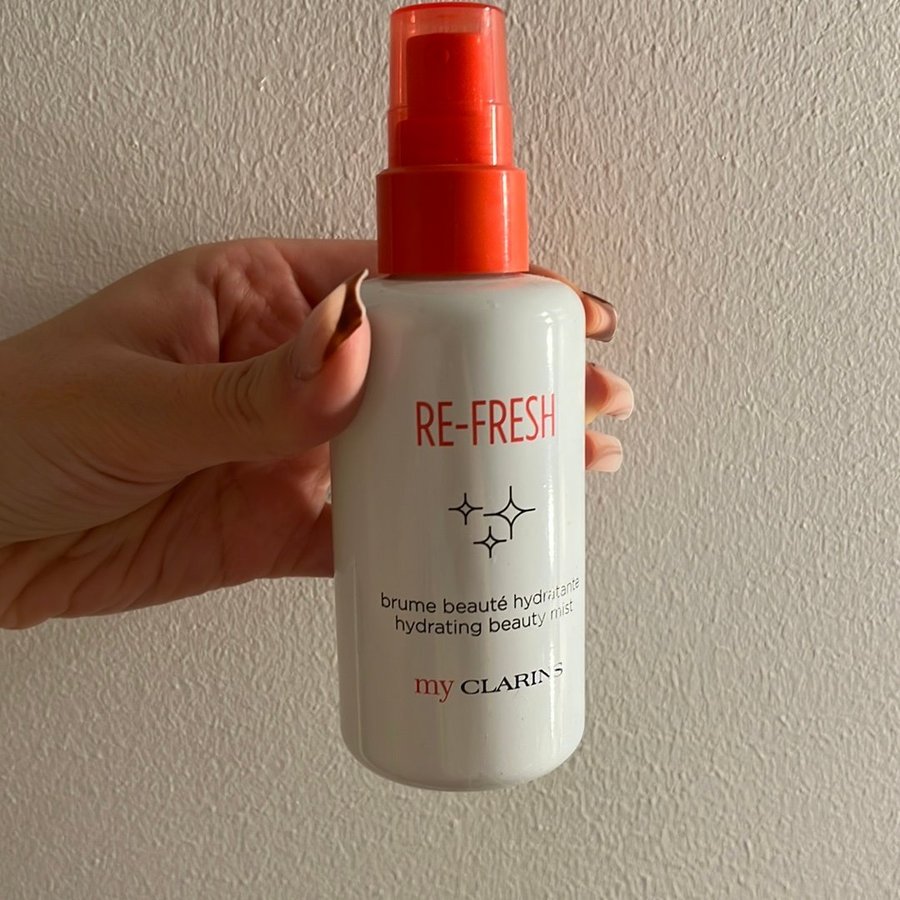 RE-FRESH
brume beauté hydratante
hydrating beauty mist
my CLARINS